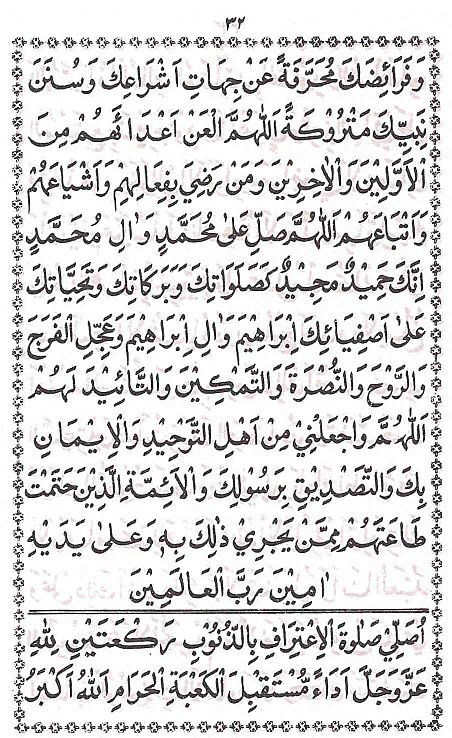 ٣٢
وَفَرَائِضَكَ مُحَرَّفَةً عَنْ جِهَاتِ اَشْرَاعِكَ وَسُنَنَ
نَبِيِّكَ مَتْرُوْكَةً اَللّٰهُمَّ الْعَنْ اَعْدَائَهُمْ مِنَ
الْاَوَّلِيْنَ وَالْاٰخِرِيْنَ وَمَنْ رَضِيَ بِفِعَالِهِمْ وَاَشْيَاعَهُمْ
وَاَتْبَاعَهُمْ اَللّٰهُمَّ صَلِّ عَلٰى مُحَمَّدٍ وَاٰلِ مُحَمَّدٍ
اِنَّكَ حَمِيْدٌ مَجِيْدٌ كَصَلَوَاتِكَ وَبَرَكَاتِكَ وَتَحِيَّاتِكَ
عَلٰى اَصْفِيَائِكَ اِبْرَاهِيْمَ وَاٰلِ اِبْرَاهِيْمَ وَعَجِّلِ الْفَرَجَ
وَالرَّوْحَ وَالنُّصْرَةَ وَالتَّمْكِيْنَ وَالتَّائِيْدَ لَهُمْ
اَللّٰهُمَّ وَاجْعَلْنِيْ مِنْ اَهْلِ التَّوْحِيْدِ وَالْاِيْمَانِ
بِكَ وَالتَّصْدِيْقِ بِرَسُوْلِكَ وَالْاَئِمَّةِ الَّذِيْنَ حَتَمْتَ
طَاعَتَهُمْ مِمَّنْ يَجْرِيْ ذٰلِكَ بِهٖ وَعَلٰى يَدَيْهِ
اٰمِيْنَ رَبَّ الْعَالَمِيْنَ
اُصَلِّيْ صَلٰوةَ الْاِعْتِرَافِ بِالذُّنُوْبِ رَكْعَتَيْنِ لِلّٰهِ
عَزَّ وَجَلَّ اَدَاءً مُسْتَقْبِلَ الْكَعْبَةِ الْحَرَامِ اَللّٰهُ اَكْبَرُ